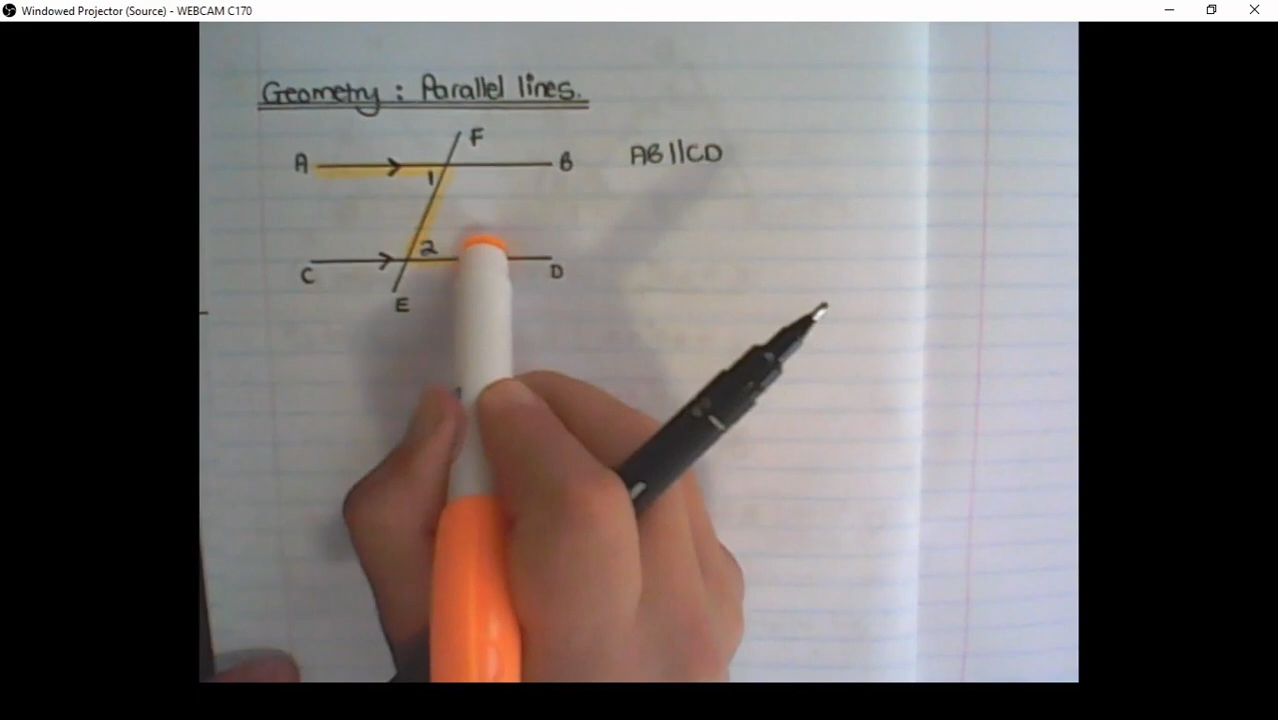 Windowed Projector (Source) - WEBCAM C170
Geometry : Parallel lines.
F
A B AB||CD
1
2
C D
E